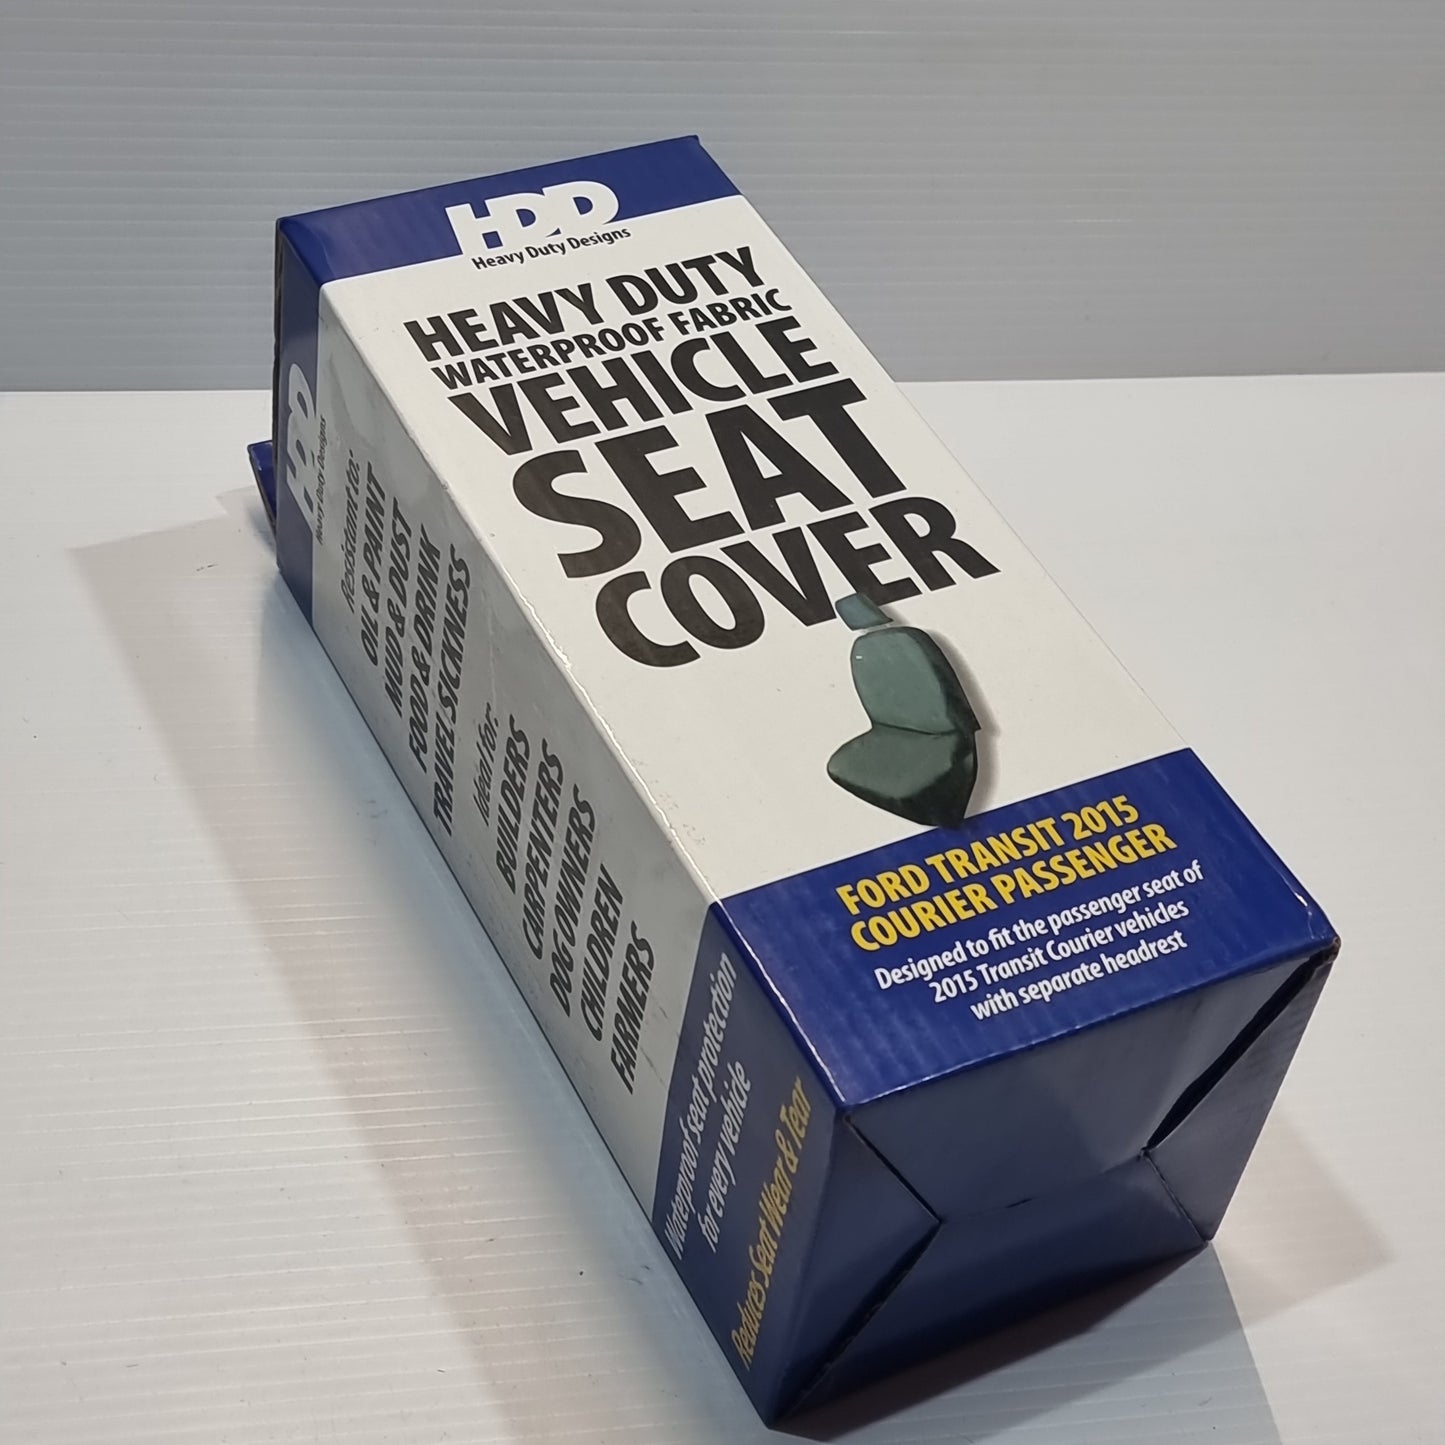 HDD
Heavy Duty Designs
HEAVY DUTY
WATERPROOF FABRIC
VEHICLE
SEAT
COVER
FORD TRANSIT 2015
COURIER PASSENGER
Designed to fit the passenger seat of
2015 Transit Courier vehicles
with separate headrest
HDD
Heavy Duty Designs
Resistant to:
OIL & PAINT
MUD & DUST
FOOD & DRINK
TRAVEL SICKNESS
Ideal for:
BUILDERS
CARPENTERS
DOG OWNERS
CHILDREN
FARMERS
Waterproof seat protection
for every vehicle
Reduces Seat Wear & Tear